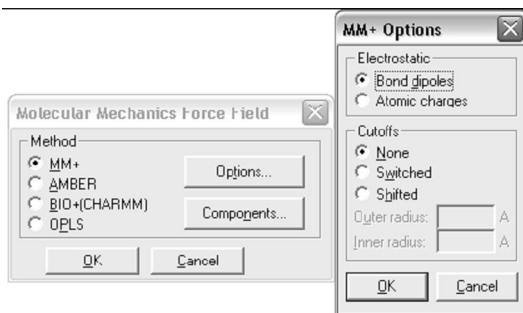 MM+ Options
Electrostatic
Bond dipoles
Atomic charges
Cutoffs
None
Switched
Shifted
Outer radius: A
Inner radius: A
OK Cancel
Molecular Mechanics Force Field
Method
MM+
AMBER
BIO+(CHARMM)
OPLS
Options...
Components...
OK Cancel